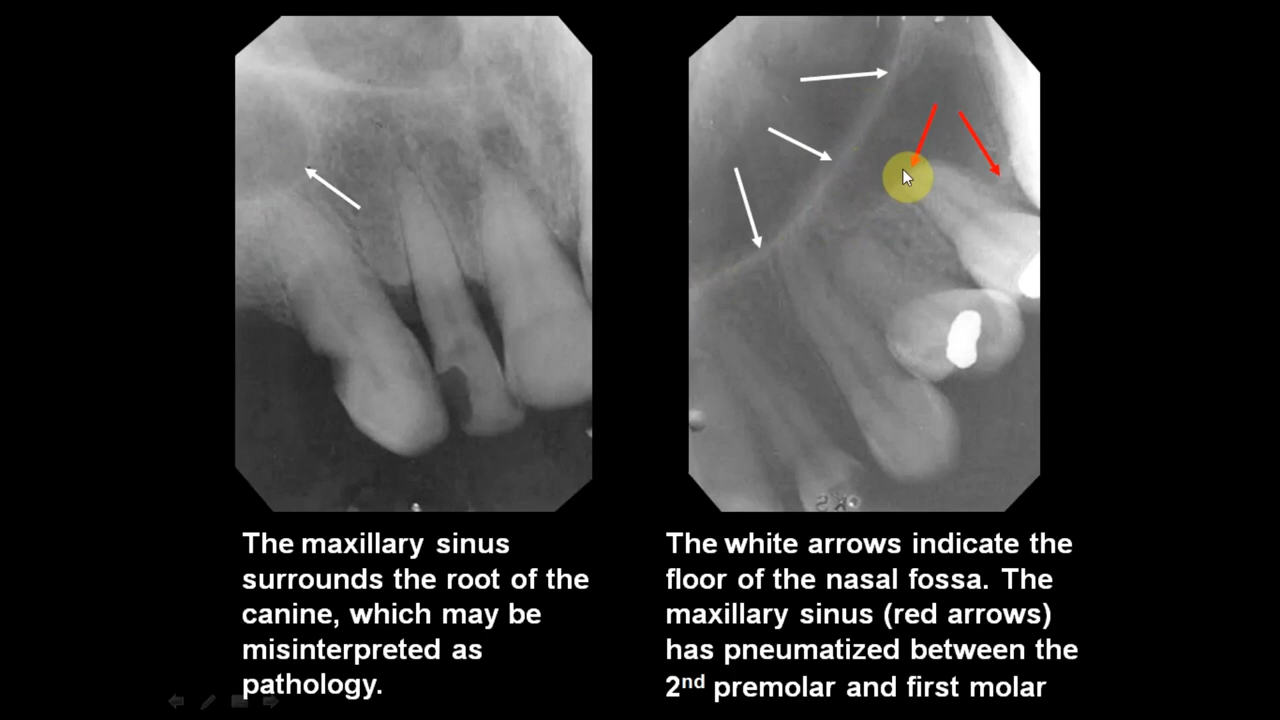 The maxillary sinus
surrounds the root of the
canine, which may be
misinterpreted as
pathology.
The white arrows indicate the
floor of the nasal fossa. The
maxillary sinus (red arrows)
has pneumatized between the
2nd premolar and first molar